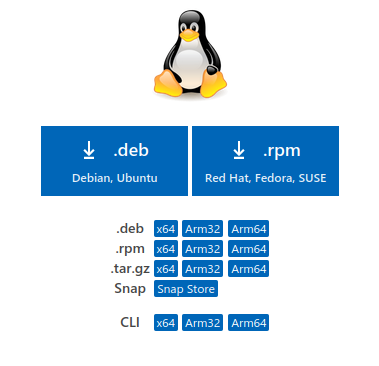 .deb .rpm
Debian, Ubuntu Red Hat, Fedora, SUSE
.deb x64 Arm32 Arm64
.rpm x64 Arm32 Arm64
.tar.gz x64 Arm32 Arm64
Snap Snap Store
CLI x64 Arm32 Arm64